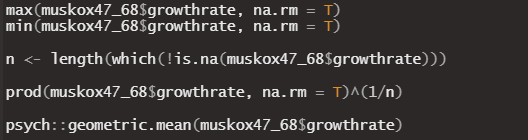 max(muskox47_68$growthrate, na.rm = T)
min(muskox47_68$growthrate, na.rm = T)
n <- length(which(!is.na(muskox47_68$growthrate)))
prod(muskox47_68$growthrate, na.rm = T)^(1/n)
psych::geometric.mean(muskox47_68$growthrate)